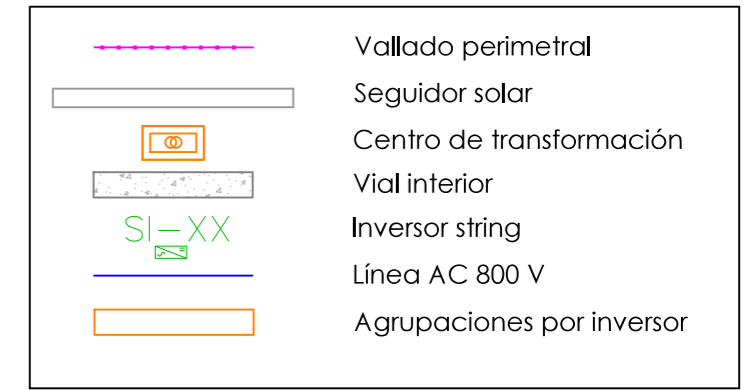 Vallado perimetral
Seguidor solar
Centro de transformación
Vial interior
SI-XX Inversor string
Línea AC 800 V
Agrupaciones por inversor